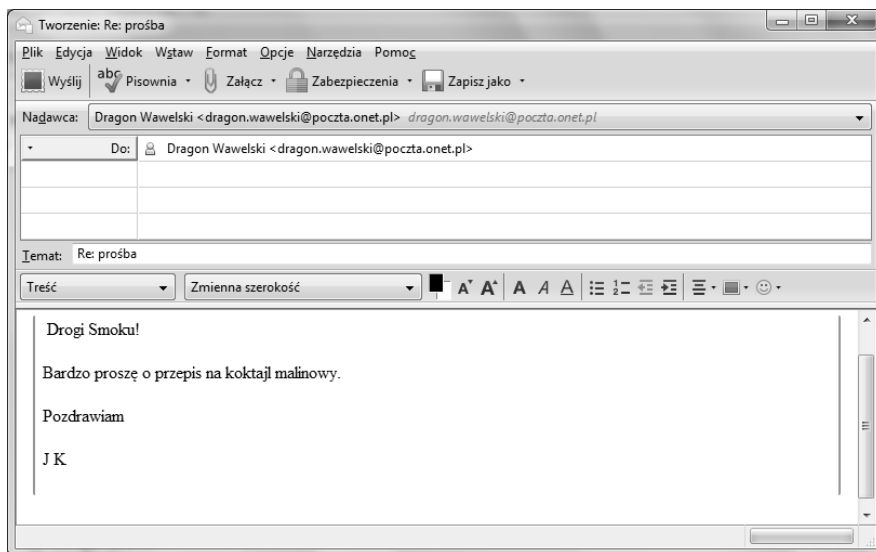 Tworzenie: Re: prośba
Plik Edycja Widok Wstaw Format Opcje Narzędzia Pomoc
Wyślij abc Pisownia Załącz Zabezpieczenia Zapisz jako
Nadawca: Dragon Wawelski <dragon.wawelski@poczta.onet.pl> dragon.wawelski@poczta.onet.pl
Do: Dragon Wawelski <dragon.wawelski@poczta.onet.pl>
Temat: Re: prośba
Treść Zmienna szerokość A A A A A
Drogi Smoku!
Bardzo proszę o przepis na koktajl malinowy.
Pozdrawiam
J K